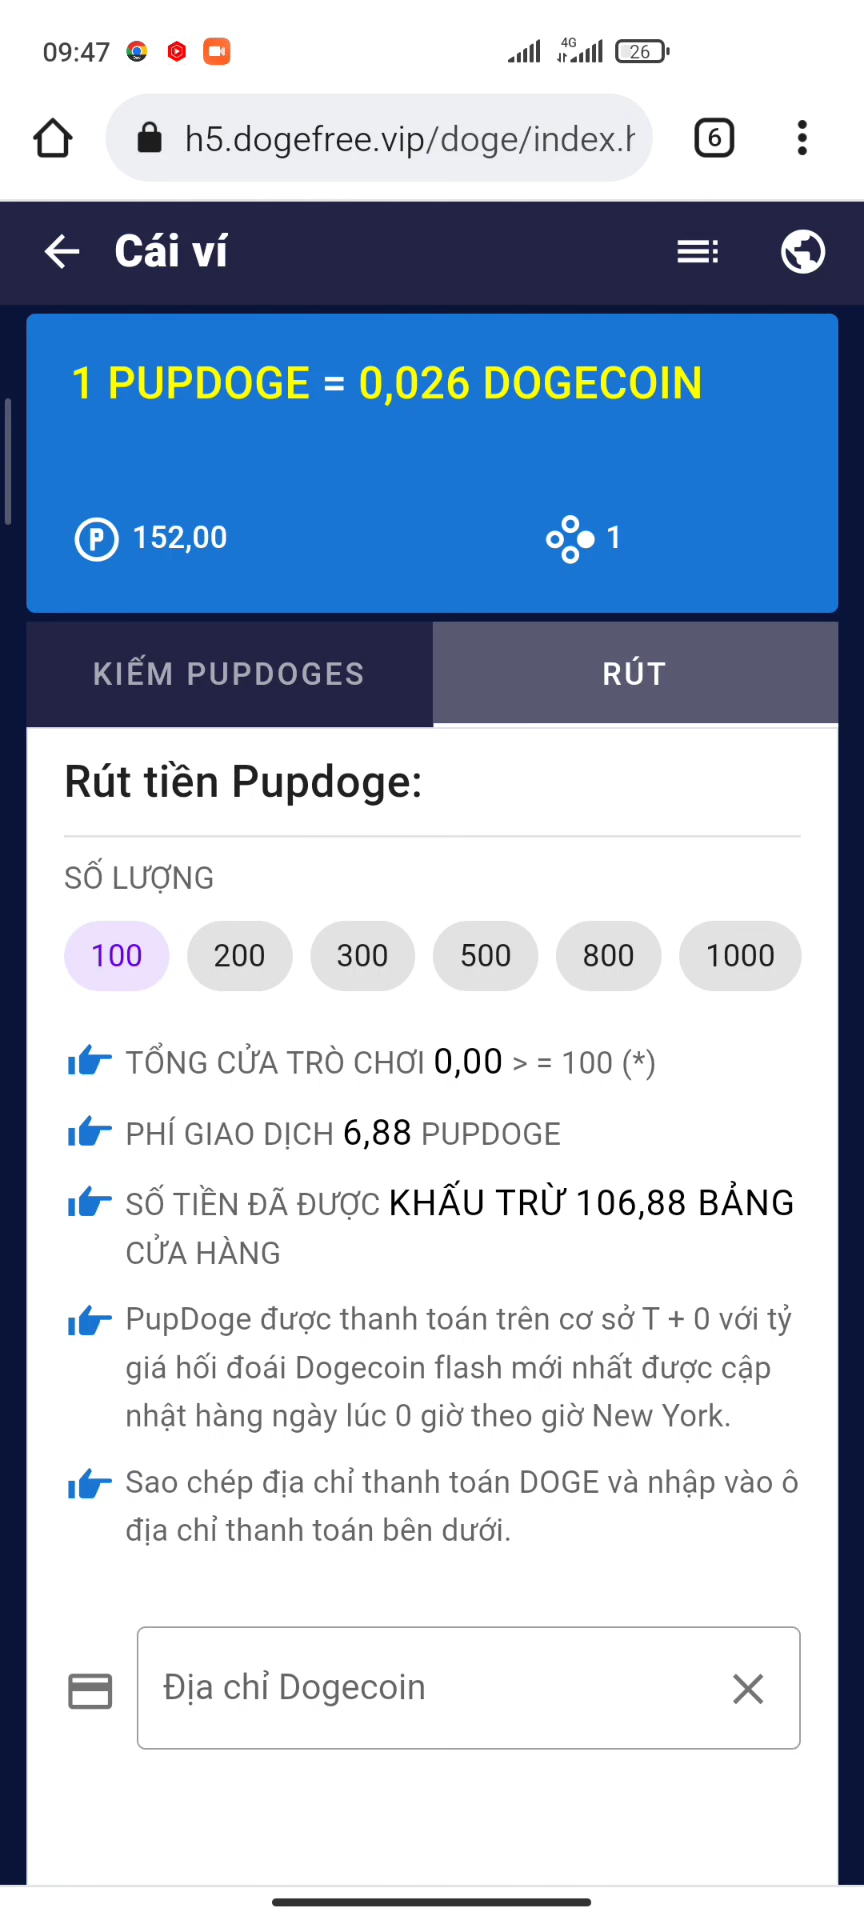 09:47
4G
26
h5.dogefree.vip/doge/index.h
6
Cái ví
1 PUPDOGE = 0,026 DOGECOIN
P 152,00
1
KIẾM PUPDOGES
RÚT
Rút tiền Pupdoge:
SỐ LƯỢNG
100
200
300
500
800
1000
TỔNG CỬA TRÒ CHƠI 0,00 > = 100 (*)
PHÍ GIAO DỊCH 6,88 PUPDOGE
SỐ TIỀN ĐÃ ĐƯỢC KHẤU TRỪ 106,88 BẢNG
CỬA HÀNG
PupDoge được thanh toán trên cơ sở T + 0 với tỷ
giá hối đoái Dogecoin flash mới nhất được cập
nhật hàng ngày lúc 0 giờ theo giờ New York.
Sao chép địa chỉ thanh toán DOGE và nhập vào ô
địa chỉ thanh toán bên dưới.
Địa chỉ Dogecoin